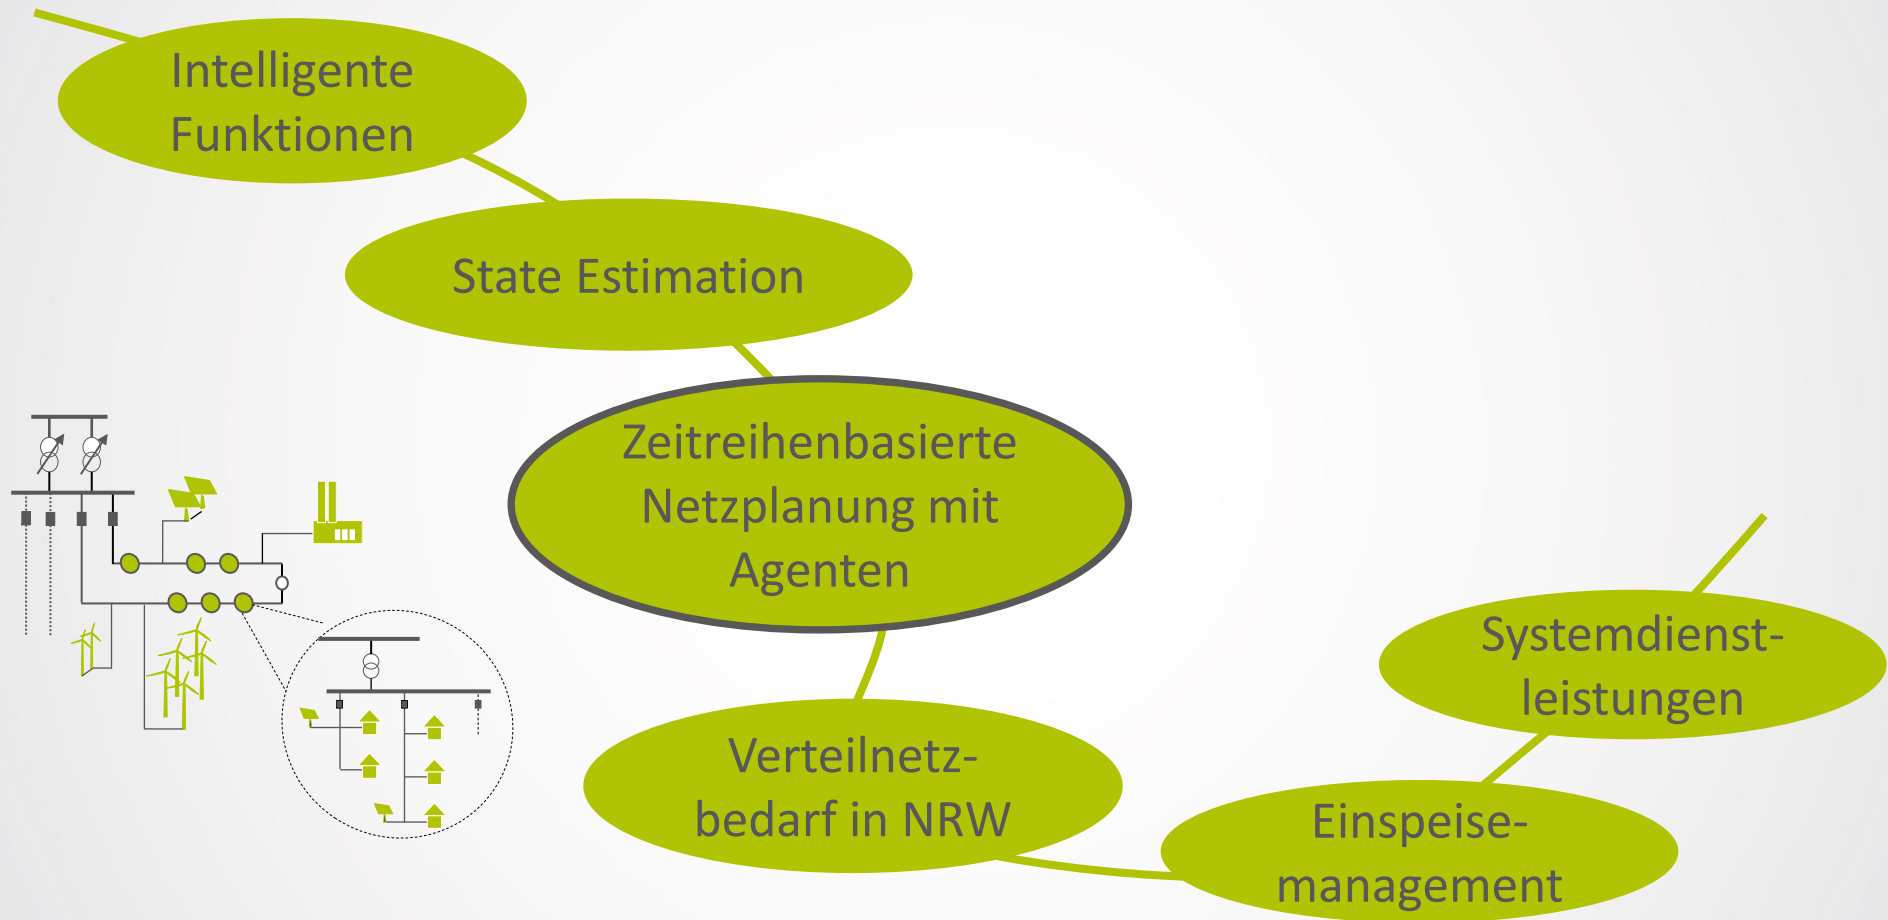 Intelligente
Funktionen
State Estimation
Zeitreihenbasierte
Netzplanung mit
Agenten
Verteilnetz-
bedarf in NRW
Einspeise-
management
Systemdienst-
leistungen